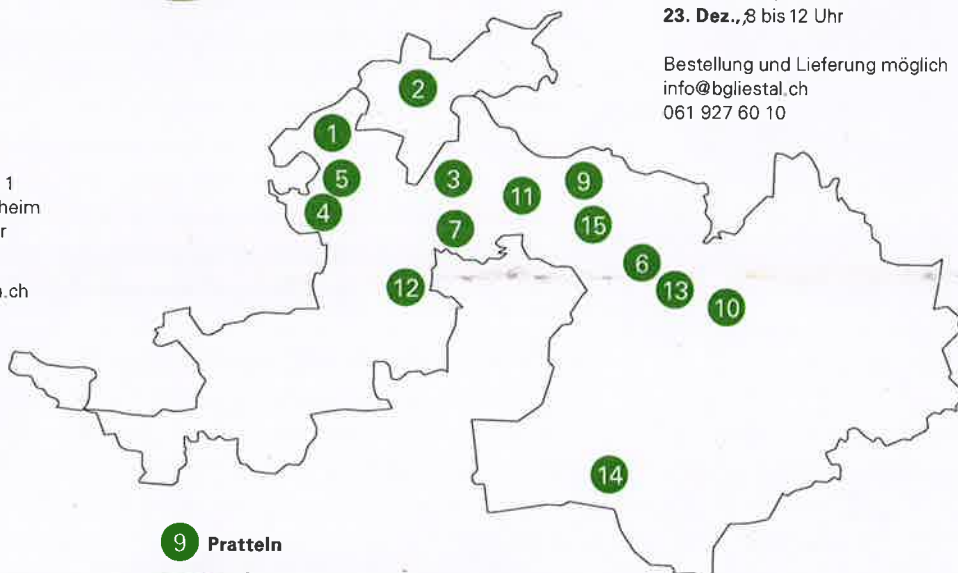 23. Dez., 8 bis 12 Uhr
Bestellung und Lieferung möglich
info@bgliestal.ch
061 927 60 10
1
heim
r
.ch
2
1
5
3
9
11
4
15
7
6
12
13
10
14
9 Pratteln